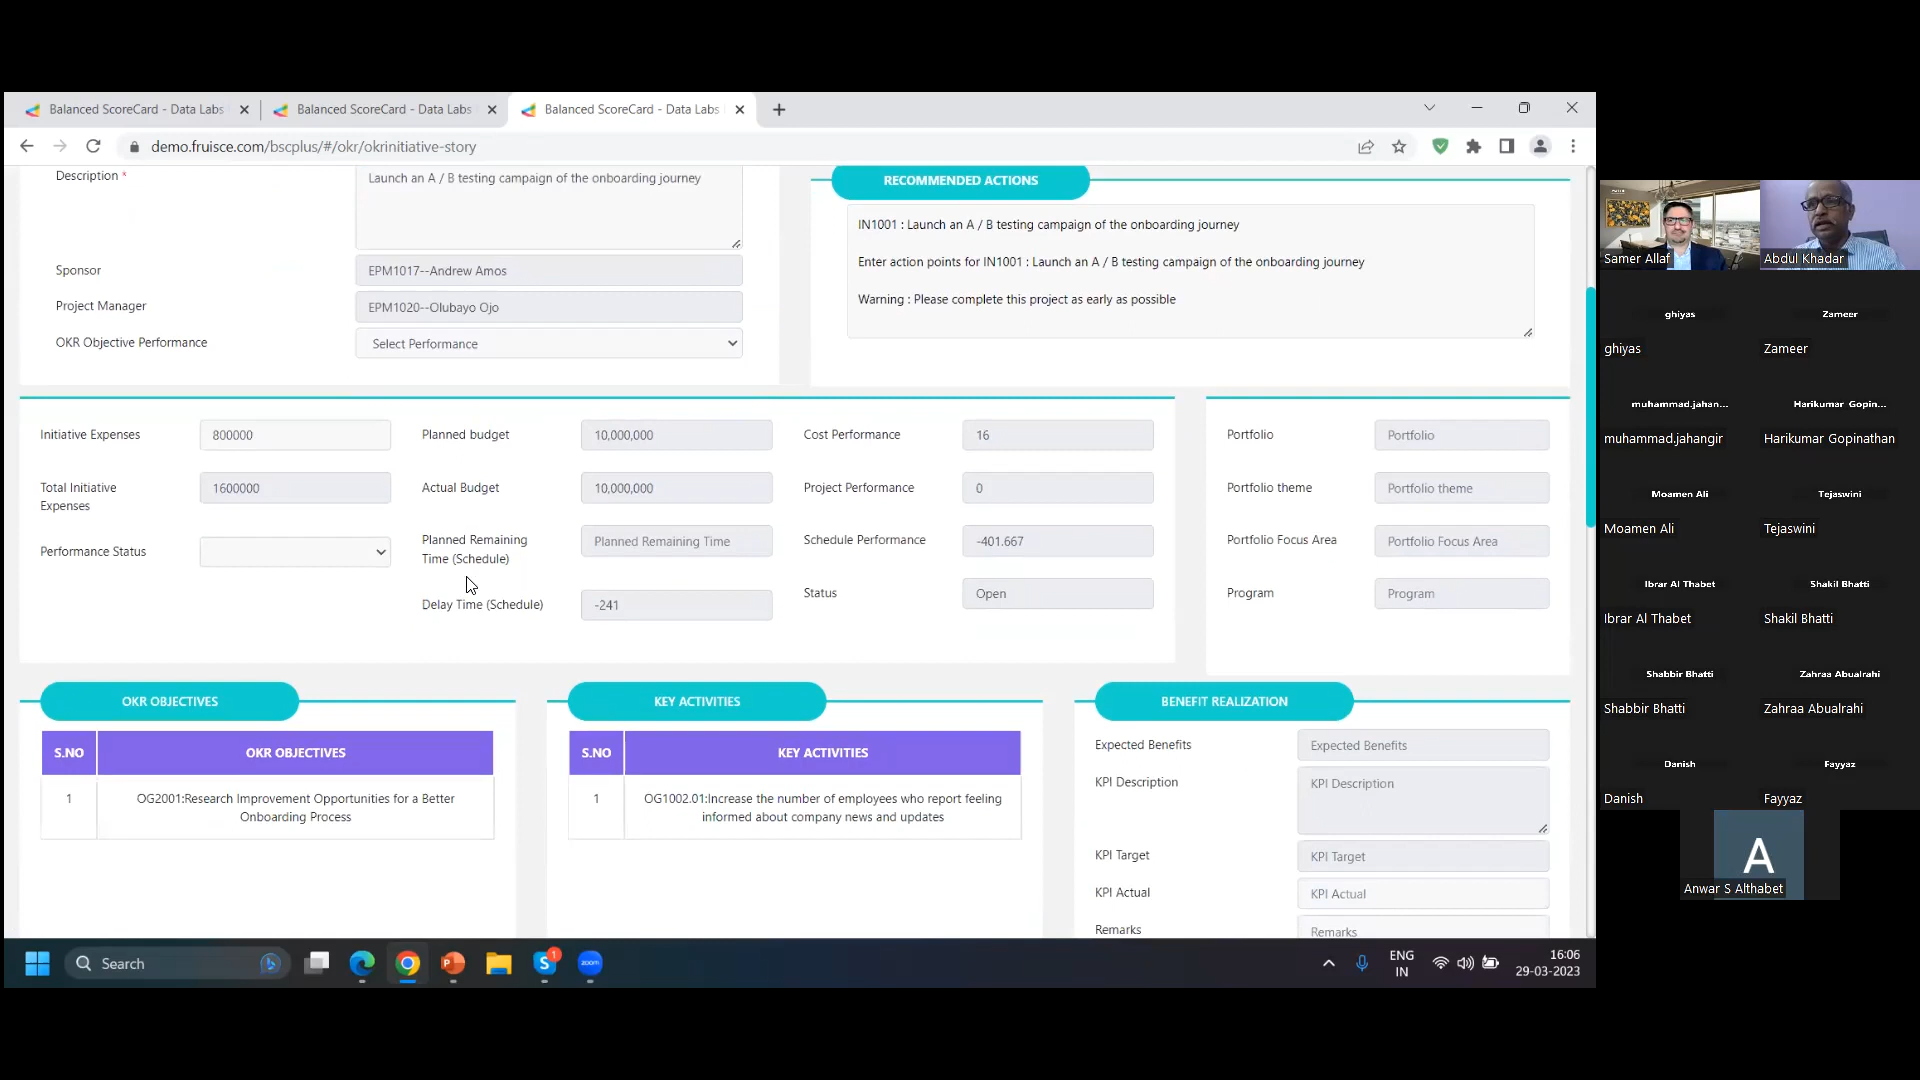 Balanced ScoreCard - Data Labs
Balanced ScoreCard - Data Labs
Balanced ScoreCard - Data Labs
demo.fruisce.com/bscplus/#/okr/okrinitiative-story
Description *
Launch an A / B testing campaign of the onboarding journey
Sponsor
EPM1017--Andrew Amos
Project Manager
EPM1020--Olubayo Ojo
OKR Objective Performance
Select Performance
RECOMMENDED ACTIONS
IN1001 : Launch an A / B testing campaign of the onboarding journey
Enter action points for IN1001 : Launch an A / B testing campaign of the onboarding journey
Warning : Please complete this project as early as possible
Initiative Expenses
800000
Total Initiative
Expenses
1600000
Performance Status
Planned budget
10,000,000
Actual Budget
10,000,000
Planned Remaining
Time (Schedule)
Planned Remaining Time
Delay Time (Schedule)
-241
Cost Performance
16
Project Performance
0
Schedule Performance
-401.667
Status
Open
Portfolio
Portfolio
Portfolio theme
Portfolio theme
Portfolio Focus Area
Portfolio Focus Area
Program
Program
OKR OBJECTIVES
S.NO
OKR OBJECTIVES
1
OG2001:Research Improvement Opportunities for a Better
Onboarding Process
KEY ACTIVITIES
S.NO
KEY ACTIVITIES
1
OG1002.01:Increase the number of employees who report feeling
informed about company news and updates
BENEFIT REALIZATION
Expected Benefits
Expected Benefits
KPI Description
KPI Description
KPI Target
KPI Target
KPI Actual
KPI Actual
Remarks
Remarks
Search
P
S
1
zoom
ENG
IN
16:06
29-03-2023
Samer Allaf
Abdul Khadar
ghiyas
ghiyas
Zameer
Zameer
muhammad.jahan...
muhammad.jahangir
Harikumar Gopin...
Harikumar Gopinathan
Moamen Ali
Moamen Ali
Tejaswini
Tejaswini
Ibrar Al Thabet
Ibrar Al Thabet
Shakil Bhatti
Shakil Bhatti
Shabbir Bhatti
Shabbir Bhatti
Zahraa Abualrahi
Zahraa Abualrahi
Danish
Danish
Fayyaz
Fayyaz
A
Anwar S Althabet